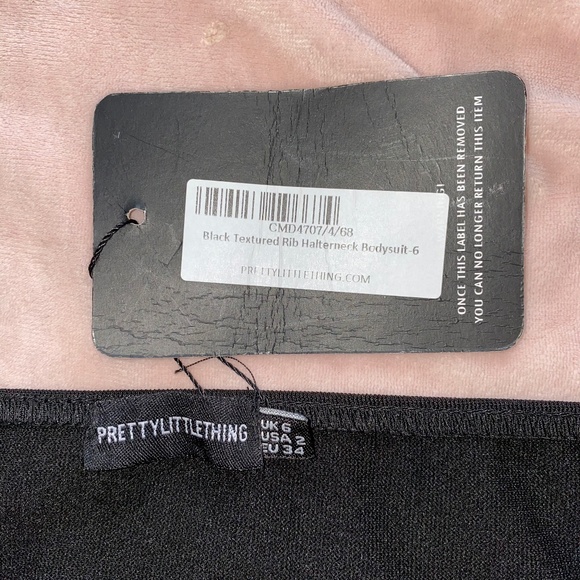 CMD4707/4/68
Black Textured Rib Halterneck Bodysuit-6
PRETTYLITTLETHING.COM
ONCE THIS LABEL HAS BEEN REMOVED
YOU CAN NO LONGER RETURN THIS ITEM
PRETTYLITTLETHING
UK 6
USA 2
EU 34